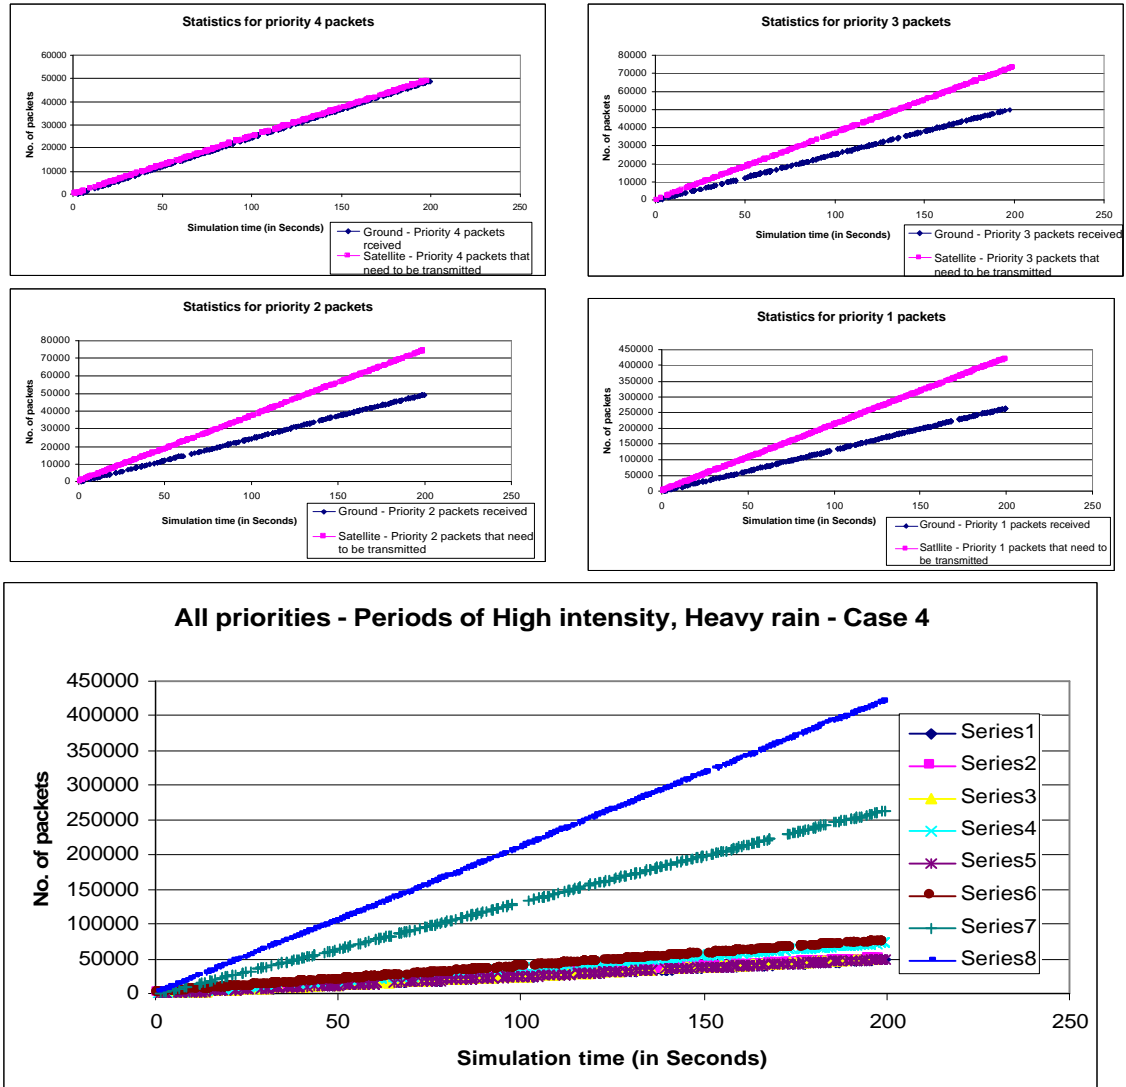 Statistics for priority 4 packets
60000
50000
40000
30000
20000
10000
0
0 50 100 150 200 250
No. of packets
Simulation time (in Seconds)
Ground - Priority 4 packets
rceived
Satellite - Priority 4 packets that
need to be transmitted
Statistics for priority 3 packets
80000
70000
60000
50000
40000
30000
20000
10000
0
0 50 100 150 200 250
No. of packets
Simulation time (in Seconds)
Ground - Priority 3 packets received
Satellite - Priority 3 packets that
need to be transmitted
Statistics for priority 2 packets
80000
70000
60000
50000
40000
30000
20000
10000
0
0 50 100 150 200 250
No. of packets
Simulation time (in Seconds)
Ground - Priority 2 packets received
Satellite - Priority 2 packets that need
to be transmitted
Statistics for priority 1 packets
450000
400000
350000
300000
250000
200000
150000
100000
50000
0
0 50 100 150 200 250
No. of packets
Simulation time (in Seconds)
Ground - Priority 1 packets received
Satllite - Priority 1 packets that need to
be transmitted
All priorities - Periods of High intensity, Heavy rain - Case 4
450000
400000
350000
300000
250000
200000
150000
100000
50000
0
0 50 100 150 200 250
No. of packets
Simulation time (in Seconds)
Series1
Series2
Series3
Series4
Series5
Series6
Series7
Series8